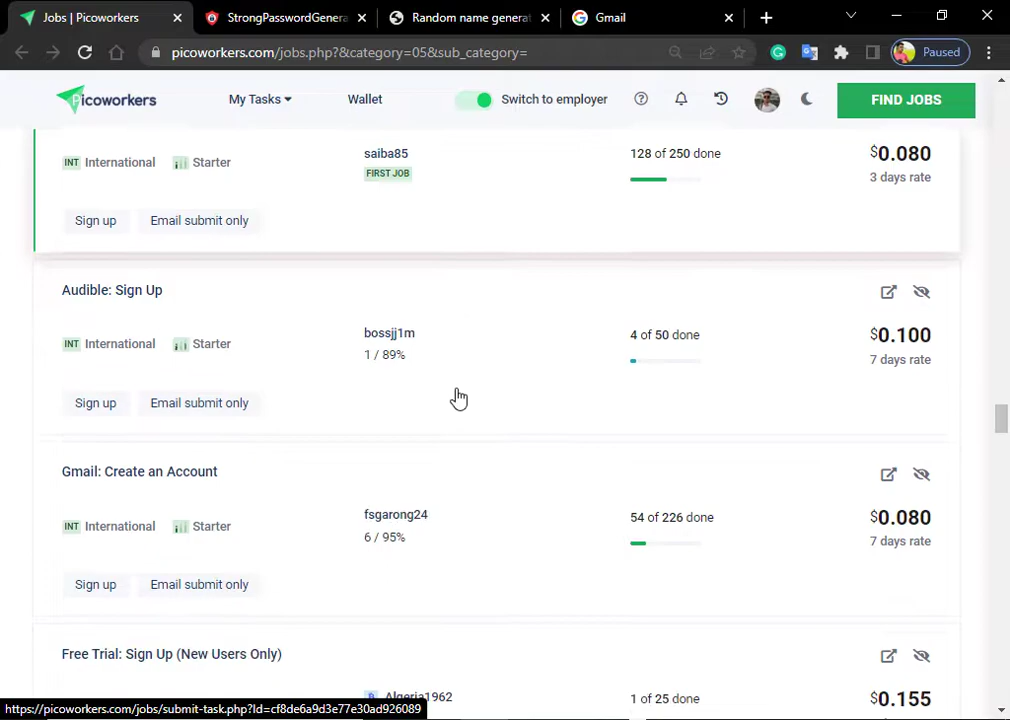 Jobs | Picoworkers
StrongPasswordGenera
Random name genera
Gmail
picoworkers.com/jobs.php?&category=05&sub_category=
Paused
Picoworkers
My Tasks
Wallet
Switch to employer
FIND JOBS
INT International
Starter
saiba85
FIRST JOB
128 of 250 done
$0.080
3 days rate
Sign up
Email submit only
Audible: Sign Up
INT International
Starter
bossjj1m
1 / 89%
4 of 50 done
$0.100
7 days rate
Sign up
Email submit only
Gmail: Create an Account
INT International
Starter
fsgarong24
6 / 95%
54 of 226 done
$0.080
7 days rate
Sign up
Email submit only
Free Trial: Sign Up (New Users Only)
Algeria1962
1 of 25 done
$0.155
https://picoworkers.com/jobs/submit-task.php?Id=cf8de6a9d3e77e30ad926089